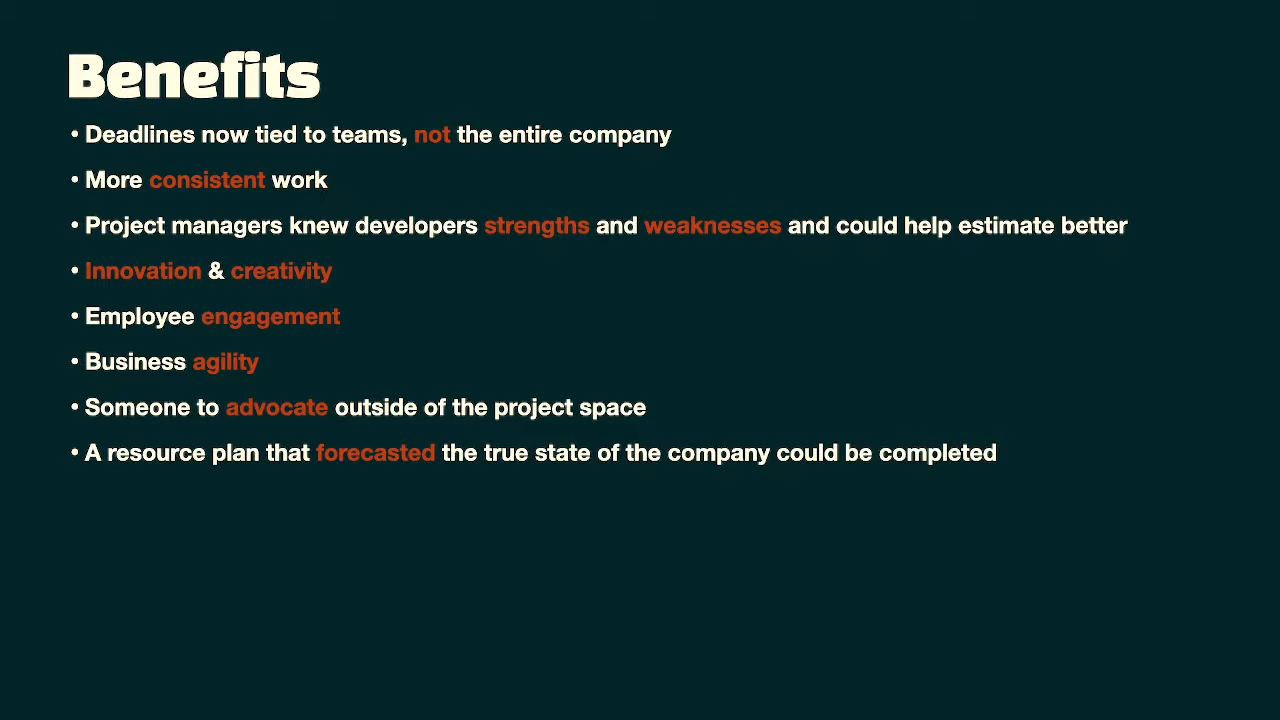 Benefits
• Deadlines now tied to teams, not the entire company
• More consistent work
• Project managers knew developers strengths and weaknesses and could help estimate better
• Innovation & creativity
• Employee engagement
• Business agility
• Someone to advocate outside of the project space
• A resource plan that forecasted the true state of the company could be completed